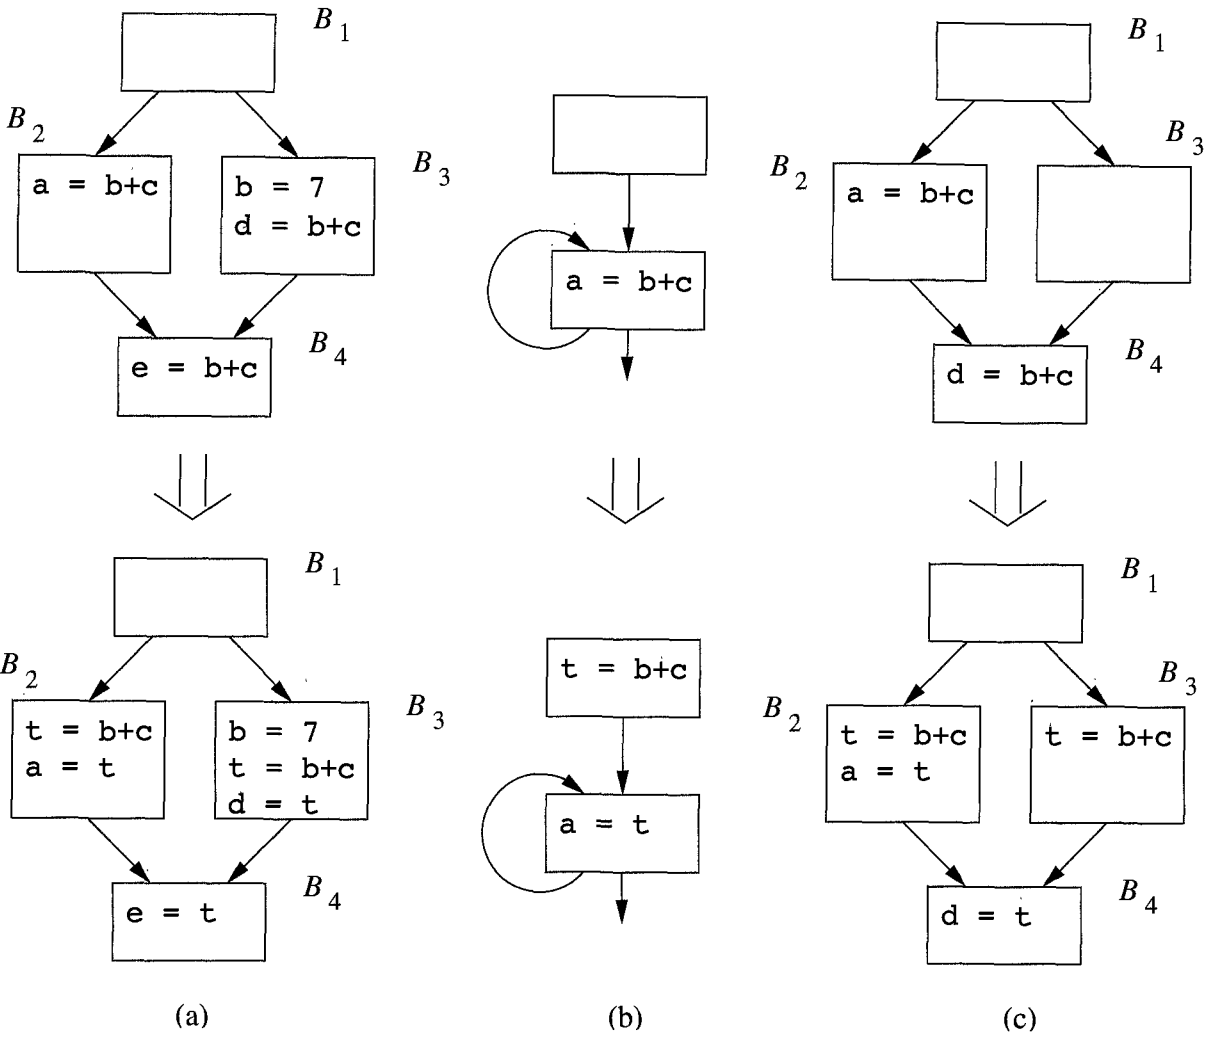 B1
B2
a = b+c
b = 7
d = b+c
B3
e = b+c
B4
a = b+c
B1
B2
a = b+c
B3
d = b+c
B4
B1
B2
t = b+c
a = t
b = 7
t = b+c
d = t
B3
e = t
B4
t = b+c
a = t
B1
B2
t = b+c
a = t
B3
t = b+c
d = t
B4
(a)
(b)
(c)